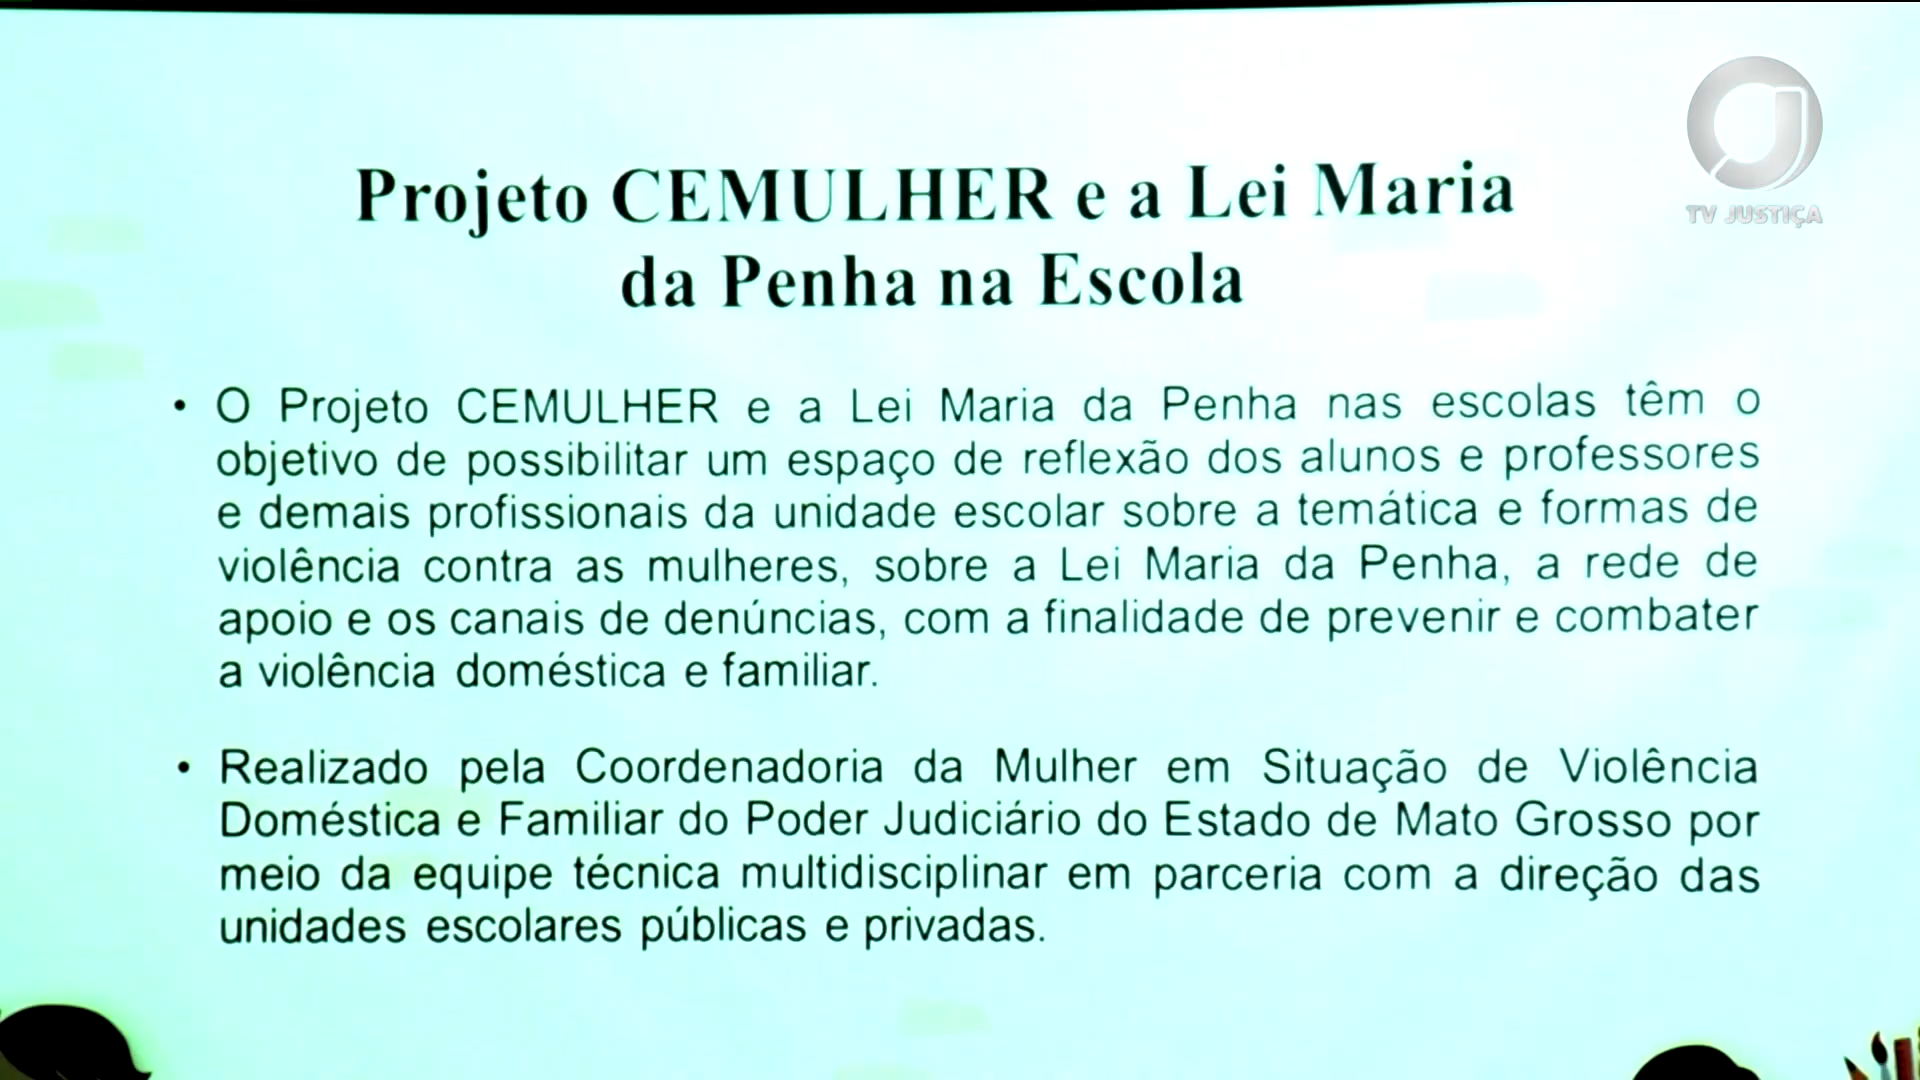 TV JUSTIÇA
Projeto CEMULHER e a Lei Maria
da Penha na Escola
• O Projeto CEMULHER e a Lei Maria da Penha nas escolas têm o
objetivo de possibilitar um espaço de reflexão dos alunos e professores
e demais profissionais da unidade escolar sobre a temática e formas de
violência contra as mulheres, sobre a Lei Maria da Penha, a rede de
apoio e os canais de denúncias, com a finalidade de prevenir e combater
a violência doméstica e familiar.
• Realizado pela Coordenadoria da Mulher em Situação de Violência
Doméstica e Familiar do Poder Judiciário do Estado de Mato Grosso por
meio da equipe técnica multidisciplinar em parceria com a direção das
unidades escolares públicas e privadas.